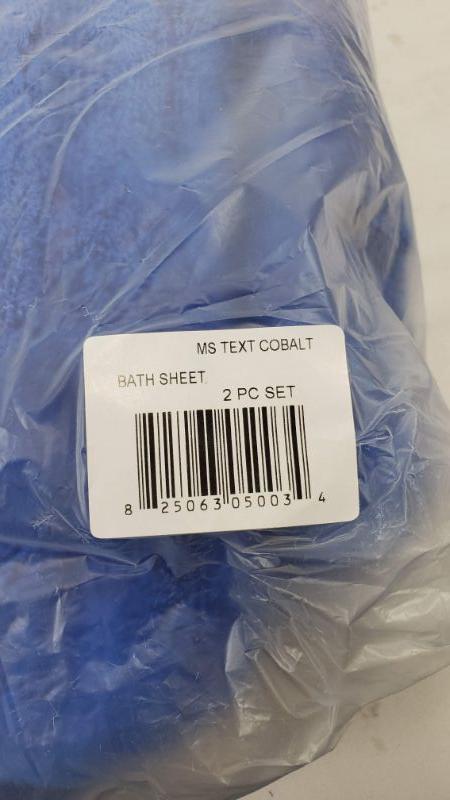 MS TEXT COBALT
BATH SHEET
2 PC SET
8 25063 05003 4